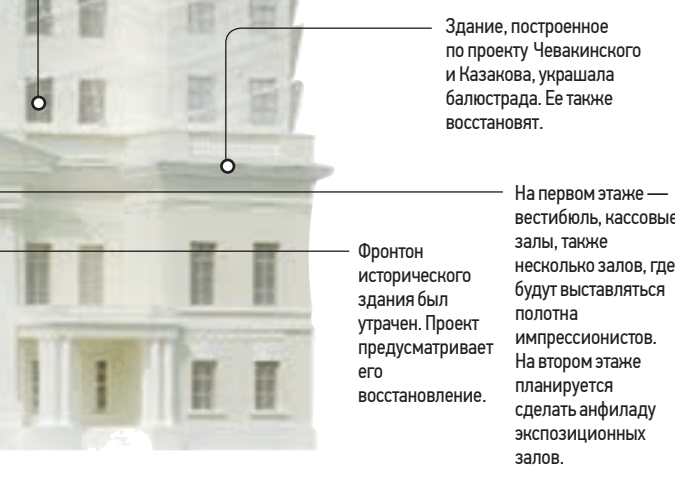 Здание, построенное
по проекту Чевакинского
и Казакова, украшала
балюстрада. Ее также
восстановят.
На первом этаже —
вестибюль, кассовые
залы, также
несколько залов, где
будут выставляться
полотна
импрессионистов.
На втором этаже
планируется
сделать анфиладу
экспозиционных
залов.
Фронтон
исторического
здания был
утрачен. Проект
предусматривает
его
восстановление.